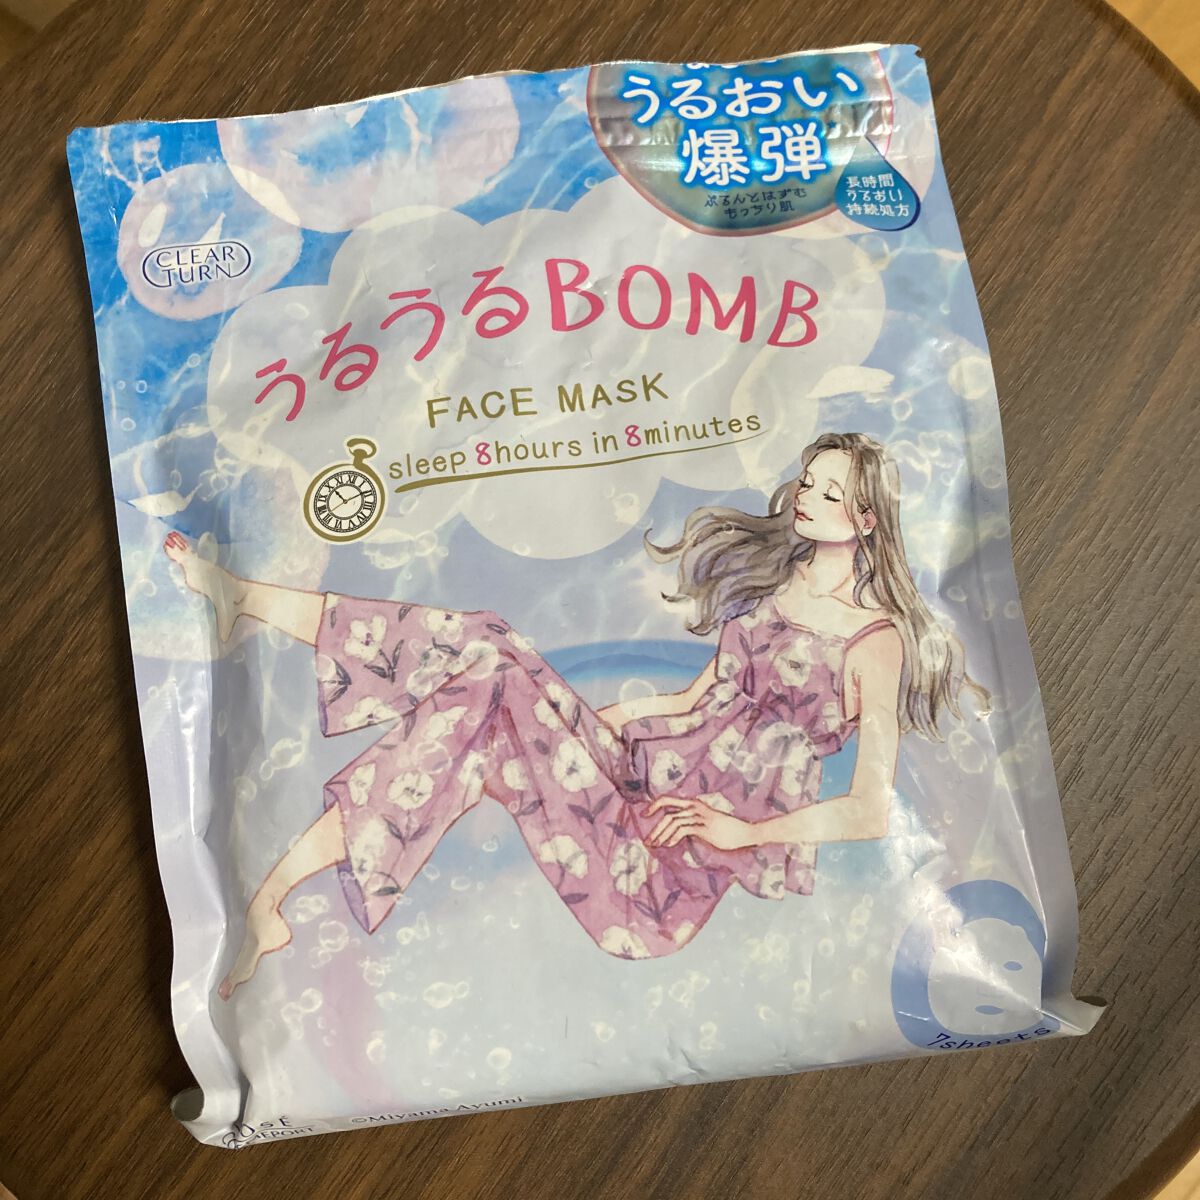 うるおい
爆弾
ぷるんとはずむ
もっちり肌
長時間
うるおい
持続処方
CLEAR
TURN
うるうるBOMB
FACE MASK
sleep 8hours in 8minutes
7sheets
©Miyama Ayumi